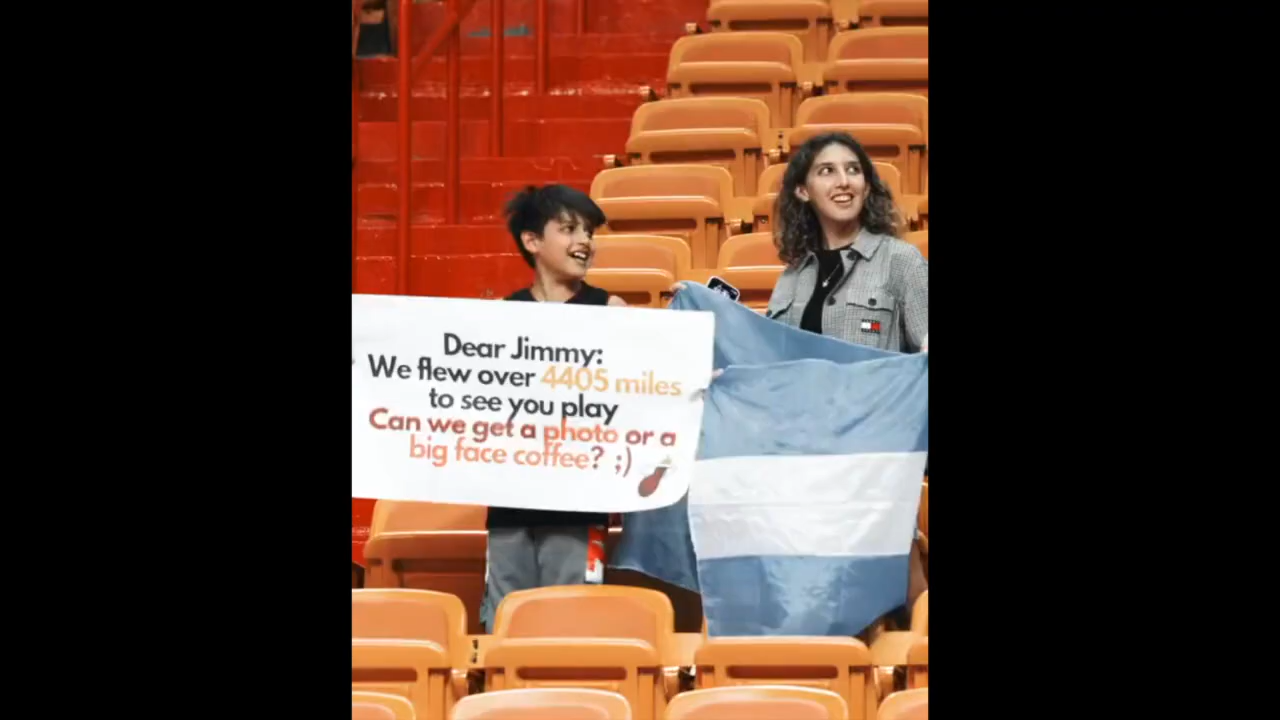 Dear Jimmy:
We flew over 4405 miles
to see you play
Can we get a photo or a
big face coffee? ;)